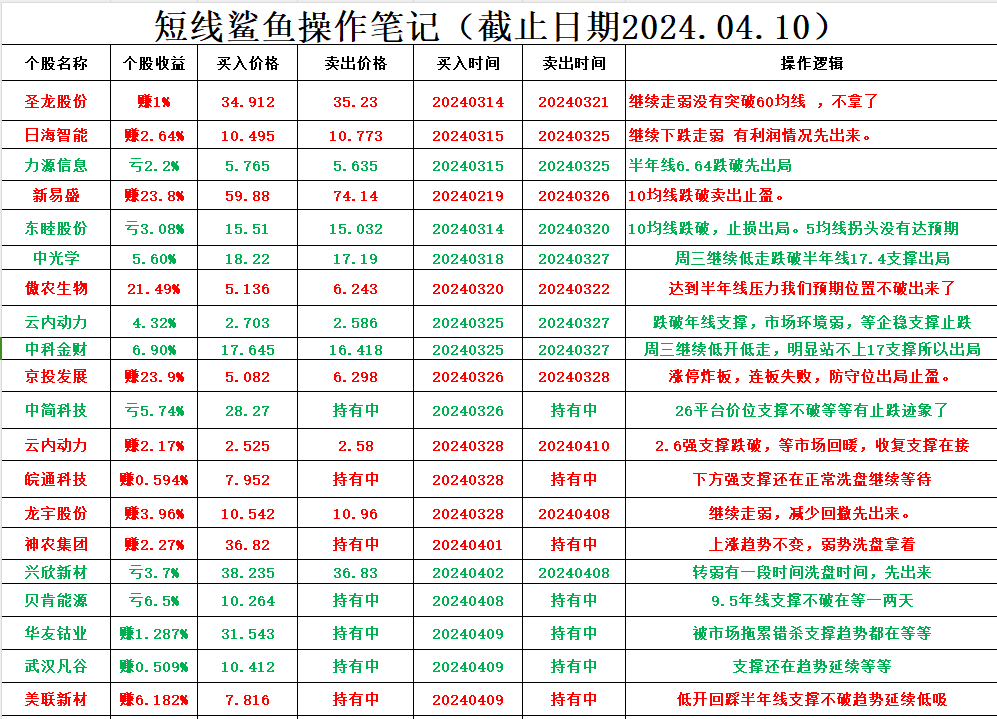 短线鲨鱼操作笔记（截止日期2024.04.10）
个股名称 个股收益 买入价格 卖出价格 买入时间 卖出时间 操作逻辑
圣龙股份 赚1% 34.912 35.23 20240314 20240321 继续走弱没有突破60均线 ，不拿了
日海智能 赚2.64% 10.495 10.773 20240315 20240325 继续下跌走弱 有利润情况先出来。
力源信息 亏2.2% 5.765 5.635 20240315 20240325 半年线6.64跌破先出局
新易盛 赚23.8% 59.88 74.14 20240219 20240326 10均线跌破卖出止盈。
东睦股份 亏3.08% 15.51 15.032 20240314 20240320 10均线跌破，止损出局。5均线拐头没有达预期
中光学 5.60% 18.22 17.19 20240318 20240327 周三继续低走跌破半年线17.4支撑出局
傲农生物 21.49% 5.136 6.243 20240320 20240322 达到半年线压力我们预期位置不破出来了
云内动力 4.32% 2.703 2.586 20240325 20240327 跌破年线支撑，市场环境弱，等企稳支撑止跌
中科金财 6.90% 17.645 16.418 20240325 20240327 周三继续低开低走，明显站不上17支撑所以出局
京投发展 赚23.9% 5.082 6.298 20240326 20240328 涨停炸板，连板失败，防守位出局止盈。
中简科技 亏5.74% 28.27 持有中 20240326 持有中 26平台价位支撑不破等等有止跌迹象了
云内动力 赚2.17% 2.525 2.58 20240328 20240410 2.6强支撑跌破，等市场回暖，收复支撑在接
皖通科技 赚0.594% 7.952 持有中 20240328 持有中 下方强支撑还在正常洗盘继续等待
龙宇股份 赚3.96% 10.542 10.96 20240328 20240408 继续走弱，减少回撤先出来。
神农集团 赚2.27% 36.82 持有中 20240401 持有中 上涨趋势不变，弱势洗盘拿着
兴欣新材 亏3.7% 38.235 36.83 20240402 20240408 转弱有一段时间洗盘时间，先出来
贝肯能源 亏6.5% 10.264 持有中 20240408 持有中 9.5年线支撑不破在等一两天
华友钴业 赚1.287% 31.543 持有中 20240409 持有中 被市场拖累错杀支撑趋势都在等等
武汉凡谷 赚0.509% 10.412 持有中 20240409 持有中 支撑还在趋势延续等等
美联新材 赚6.182% 7.816 持有中 20240409 持有中 低开回踩半年线支撑不破趋势延续低吸